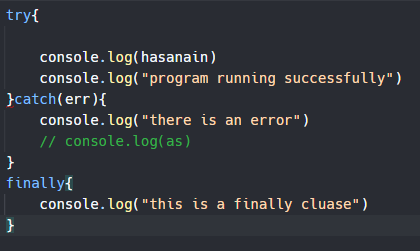 try{
console.log(hasanain)
console.log("program running successfully")
}catch(err){
console.log("there is an error")
// console.log(as)
}
finally{
console.log("this is a finally cluase")
}